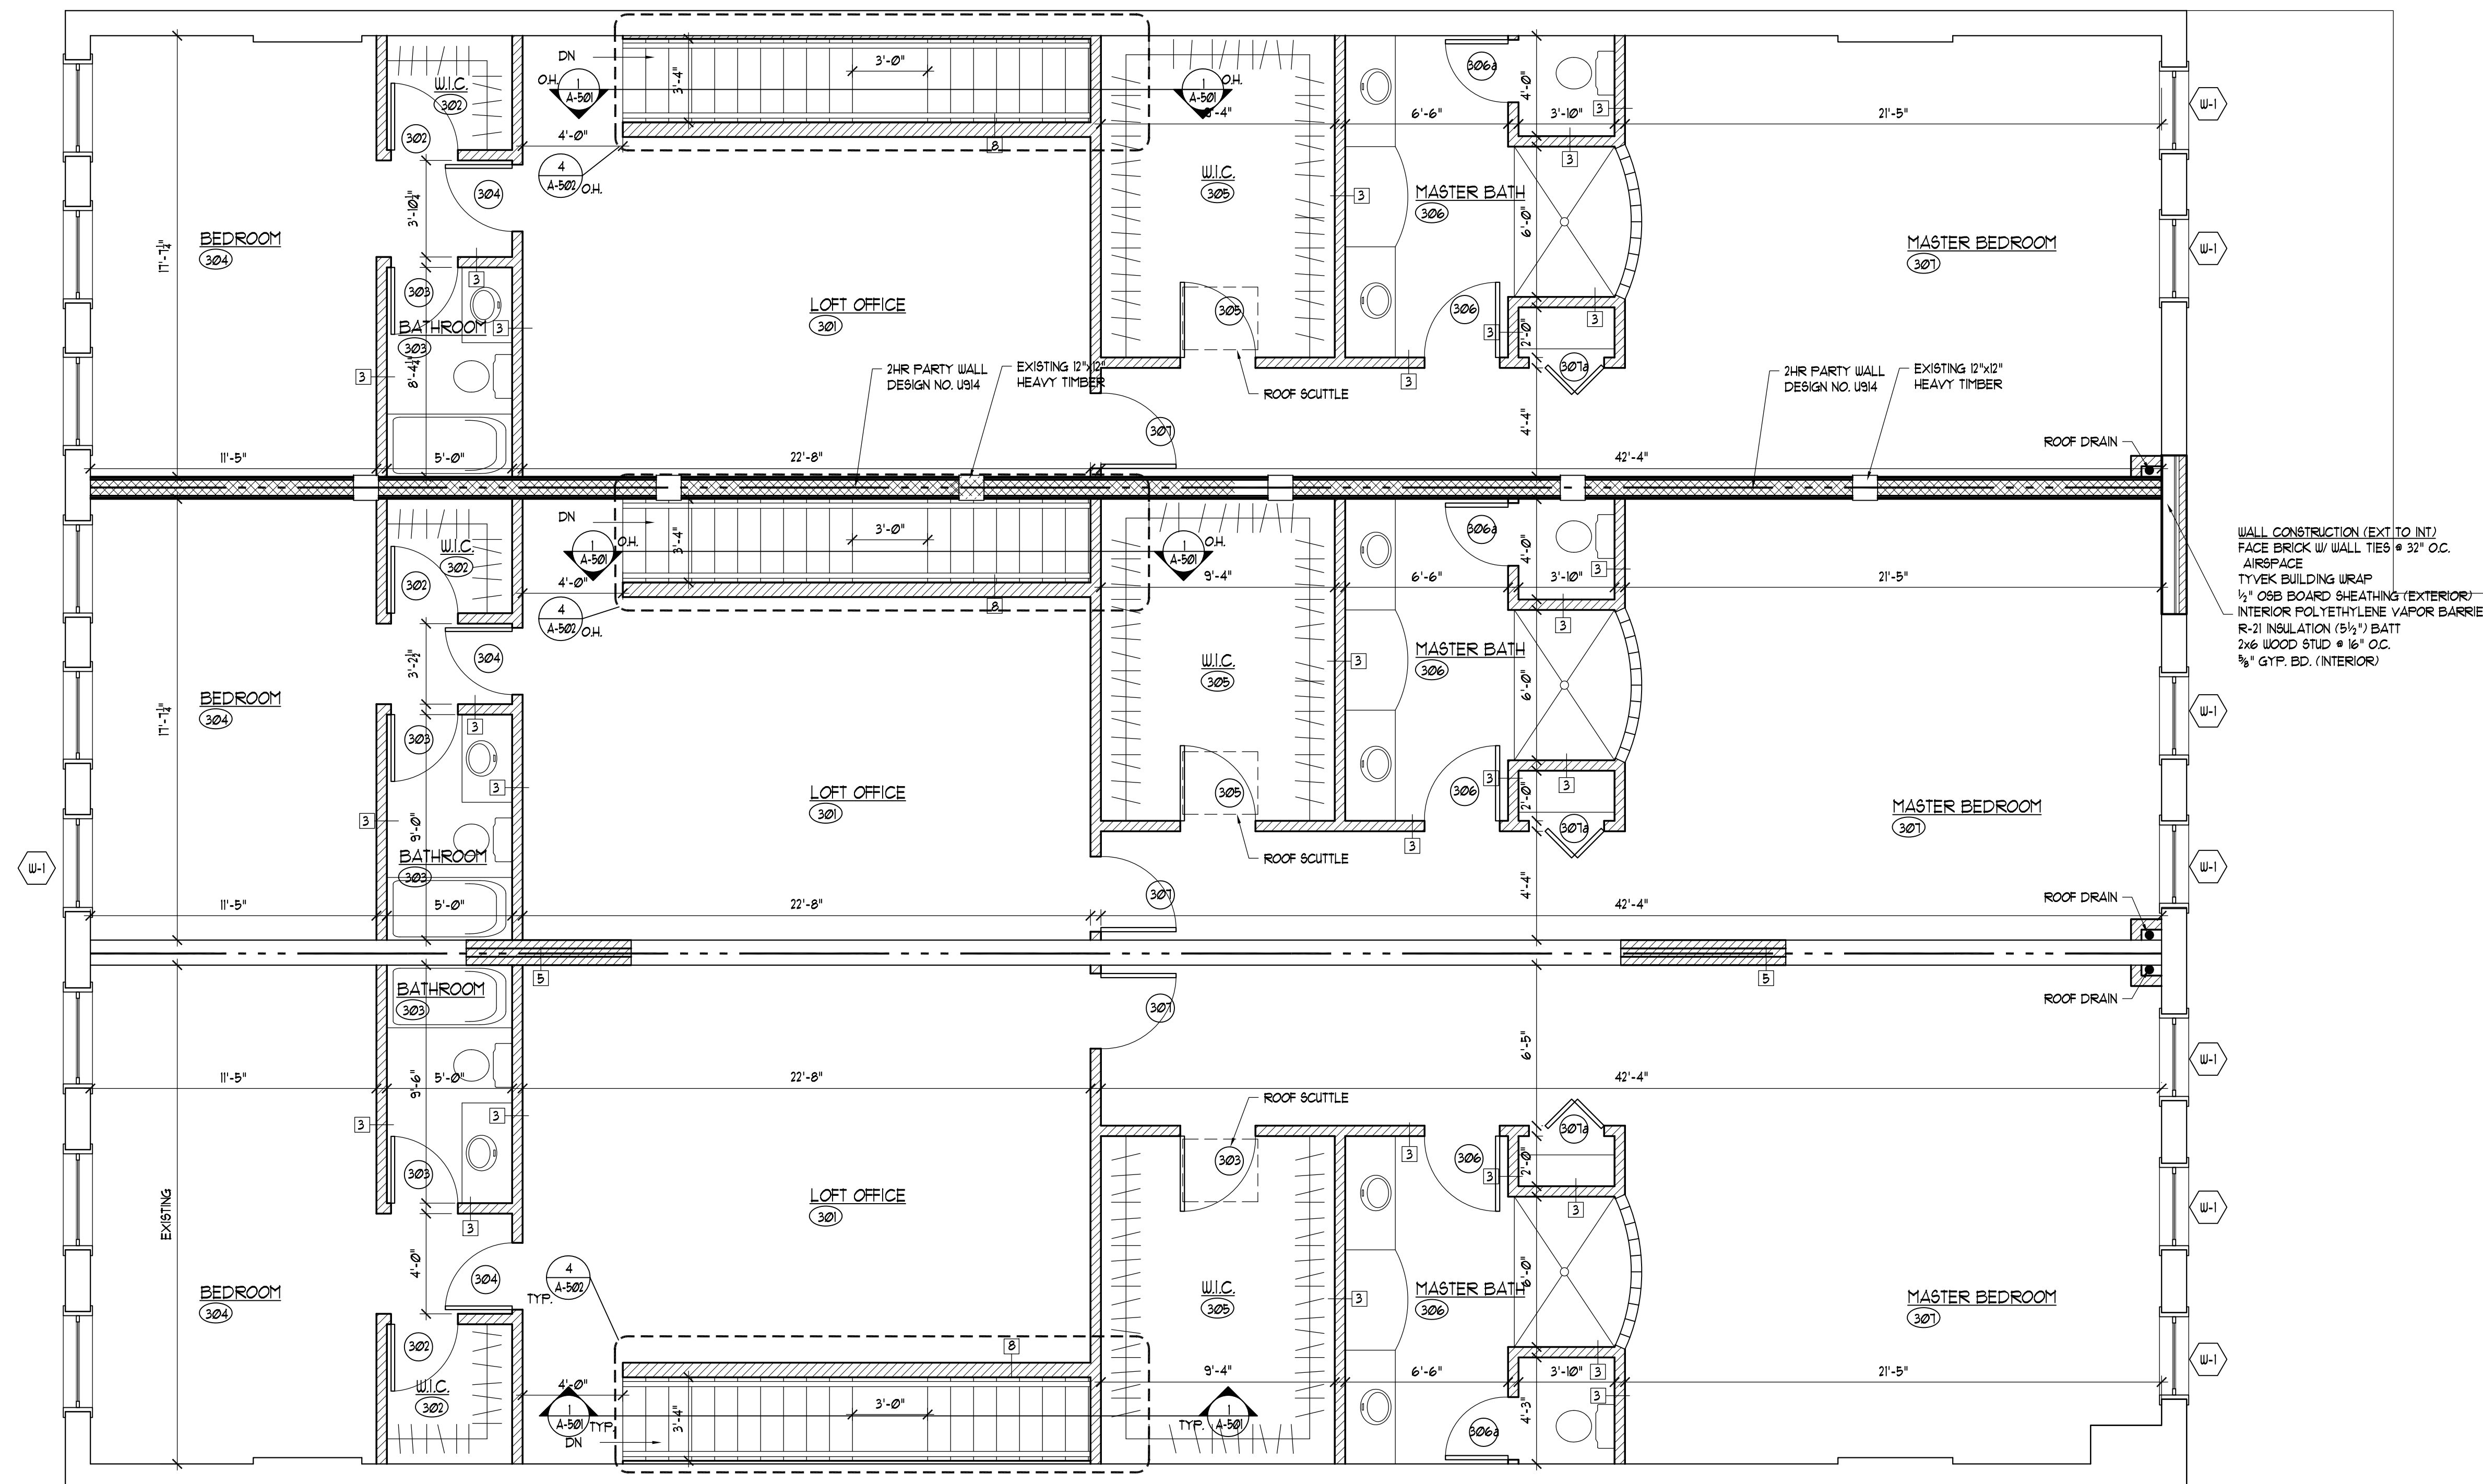 DN
O.H.
1
A-501
3'-4"
3'-0"
1
A-501
O.H.
306a
4'-0"
3
W-1
W.I.C.
302
302
4'-0"
8
6'-6"
3'-10"
21'-5"
3
4
A-502
O.H.
304
3'-10¼"
W.I.C.
305
3
MASTER BATH
306
6'-0"
BEDROOM
304
17'-7¼"
MASTER BEDROOM
307
W-1
3
303
BATHROOM
303
3
LOFT OFFICE
301
305
306
3
3
2'-0"
3
8'-4¼"
2HR PARTY WALL
DESIGN NO. U914
EXISTING 12"x12"
HEAVY TIMBER
ROOF SCUTTLE
3
307a
2HR PARTY WALL
DESIGN NO. U914
EXISTING 12"x12"
HEAVY TIMBER
4'-4"
307
ROOF DRAIN
11'-5"
5'-0"
22'-8"
42'-4"
DN
O.H.
1
A-501
3'-4"
3'-0"
1
A-501
O.H.
306a
4'-0"
3
W.I.C.
302
302
4'-0"
8
9'-4"
6'-6"
3'-10"
21'-5"
WALL CONSTRUCTION (EXT TO INT)
FACE BRICK W/ WALL TIES @ 32" O.C.
AIRSPACE
TYVEK BUILDING WRAP
½" OSB BOARD SHEATHING (EXTERIOR)
INTERIOR POLYETHYLENE VAPOR BARRIE
R-21 INSULATION (5½") BATT
2x6 WOOD STUD @ 16" O.C.
⅝" GYP. BD. (INTERIOR)
4
A-502
O.H.
304
3'-2½"
3
W.I.C.
305
3
MASTER BATH
306
6'-0"
BEDROOM
304
17'-7¼"
W-1
3
303
3
LOFT OFFICE
301
305
306
3
3
2'-0"
MASTER BEDROOM
307
3
9'-0"
BATHROOM
303
ROOF SCUTTLE
3
307a
W-1
W-1
4'-4"
307
ROOF DRAIN
11'-5"
5'-0"
22'-8"
42'-4"
5
5
BATHROOM
303
307
ROOF DRAIN
6'-5"
W-1
11'-5"
9'-6"
5'-0"
22'-8"
42'-4"
3
3
ROOF SCUTTLE
303
3
306
307a
3
2'-0"
303
3
3
EXISTING
LOFT OFFICE
301
W-1
4'-0"
304
4
A-502
TYP.
BEDROOM
304
W.I.C.
305
3
MASTER BATH
306
6'-0"
MASTER BEDROOM
307
302
8
W-1
W.I.C.
302
4'-0"
9'-4"
6'-6"
3'-10"
3
3
21'-5"
1
A-501
TYP.
DN
3'-4"
3'-0"
TYP.
1
A-501
306a
4'-3"